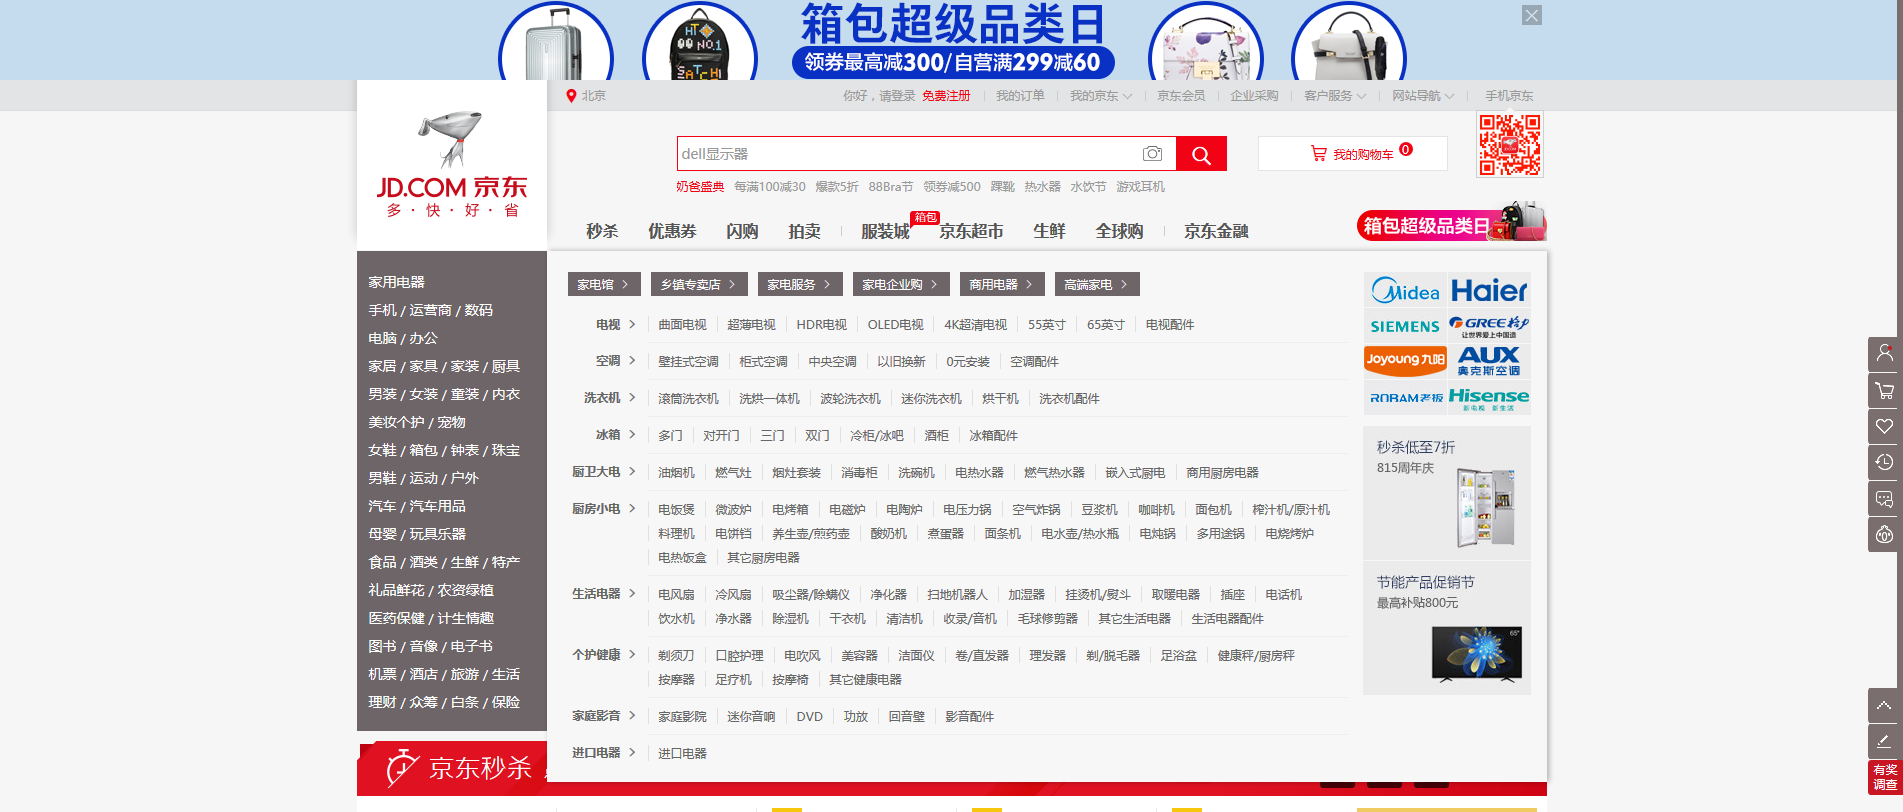 箱包超级品类日
领券最高减300/自营满299减60
HI
NO.1
北京
你好，请登录 免费注册 我的订单 我的京东 京东会员 企业采购 客户服务 网站导航 手机京东
JD.COM 京东
多·快·好·省
dell显示器
我的购物车 0
奶爸盛典 每满100减30 爆款5折 88Bra节 领券减500 踝靴 热水器 水饮节 游戏耳机
箱包
秒杀 优惠券 闪购 拍卖 服装城 京东超市 生鲜 全球购 京东金融
箱包超级品类日
家用电器
手机 / 运营商 / 数码
电脑 / 办公
家居 / 家具 / 家装 / 厨具
男装 / 女装 / 童装 / 内衣
美妆个护 / 宠物
女鞋 / 箱包 / 钟表 / 珠宝
男鞋 / 运动 / 户外
汽车 / 汽车用品
母婴 / 玩具乐器
食品 / 酒类 / 生鲜 / 特产
礼品鲜花 / 农资绿植
医药保健 / 计生情趣
图书 / 音像 / 电子书
机票 / 酒店 / 旅游 / 生活
理财 / 众筹 / 白条 / 保险
京东秒杀
家电馆 乡镇专卖店 家电服务 家电企业购 商用电器 高端家电
电视 曲面电视 超薄电视 HDR电视 OLED电视 4K超清电视 55英寸 65英寸 电视配件
空调 壁挂式空调 柜式空调 中央空调 以旧换新 0元安装 空调配件
洗衣机 滚筒洗衣机 洗烘一体机 波轮洗衣机 迷你洗衣机 烘干机 洗衣机配件
冰箱 多门 对开门 三门 双门 冷柜/冰吧 酒柜 冰箱配件
厨卫大电 油烟机 燃气灶 烟灶套装 消毒柜 洗碗机 电热水器 燃气热水器 嵌入式厨电 商用厨房电器
厨房小电 电饭煲 微波炉 电烤箱 电磁炉 电陶炉 电压力锅 空气炸锅 豆浆机 咖啡机 面包机 榨汁机/原汁机
料理机 电饼铛 养生壶/煎药壶 酸奶机 煮蛋器 面条机 电水壶/热水瓶 电炖锅 多用途锅 电烧烤炉
电热饭盒 其它厨房电器
生活电器 电风扇 冷风扇 吸尘器/除螨仪 净化器 扫地机器人 加湿器 挂烫机/熨斗 取暖电器 插座 电话机
饮水机 净水器 除湿机 干衣机 清洁机 收录/音机 毛球修剪器 其它生活电器 生活电器配件
个护健康 剃须刀 口腔护理 电吹风 美容器 洁面仪 卷/直发器 理发器 剃/脱毛器 足浴盆 健康秤/厨房秤
按摩器 足疗机 按摩椅 其它健康电器
家庭影音 家庭影院 迷你音响 DVD 功放 回音壁 影音配件
进口电器 进口电器
Midea Haier
SIEMENS GREE 格力
让世界爱上中国造
Joyoung 九阳 AUX
奥克斯空调
ROBAM 老板 Hisense
新电视 新生活
秒杀低至7折
815周年庆
节能产品促销节
最高补贴800元
65"
有奖
调查